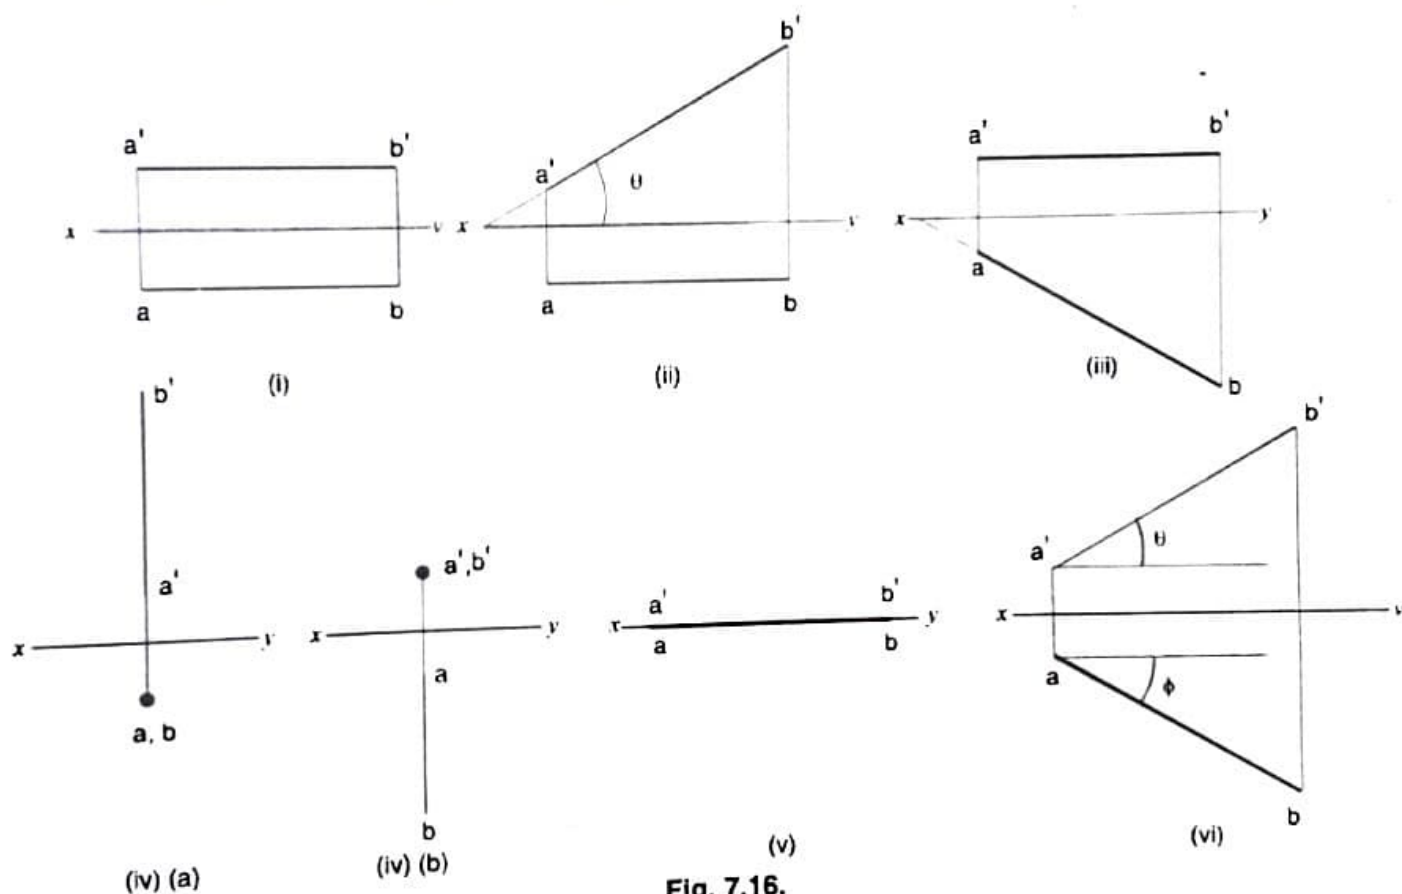 b'
a' b' a' θ a' b'
x y x y x y
a b a b a
b
(i) (ii) (iii)
b' b'
a' a',b' a' b' a' θ
x y x y x y x
a a b a φ
a, b
b b
(iv) (a) (iv) (b) (v) (vi)
Fig. 7.16.